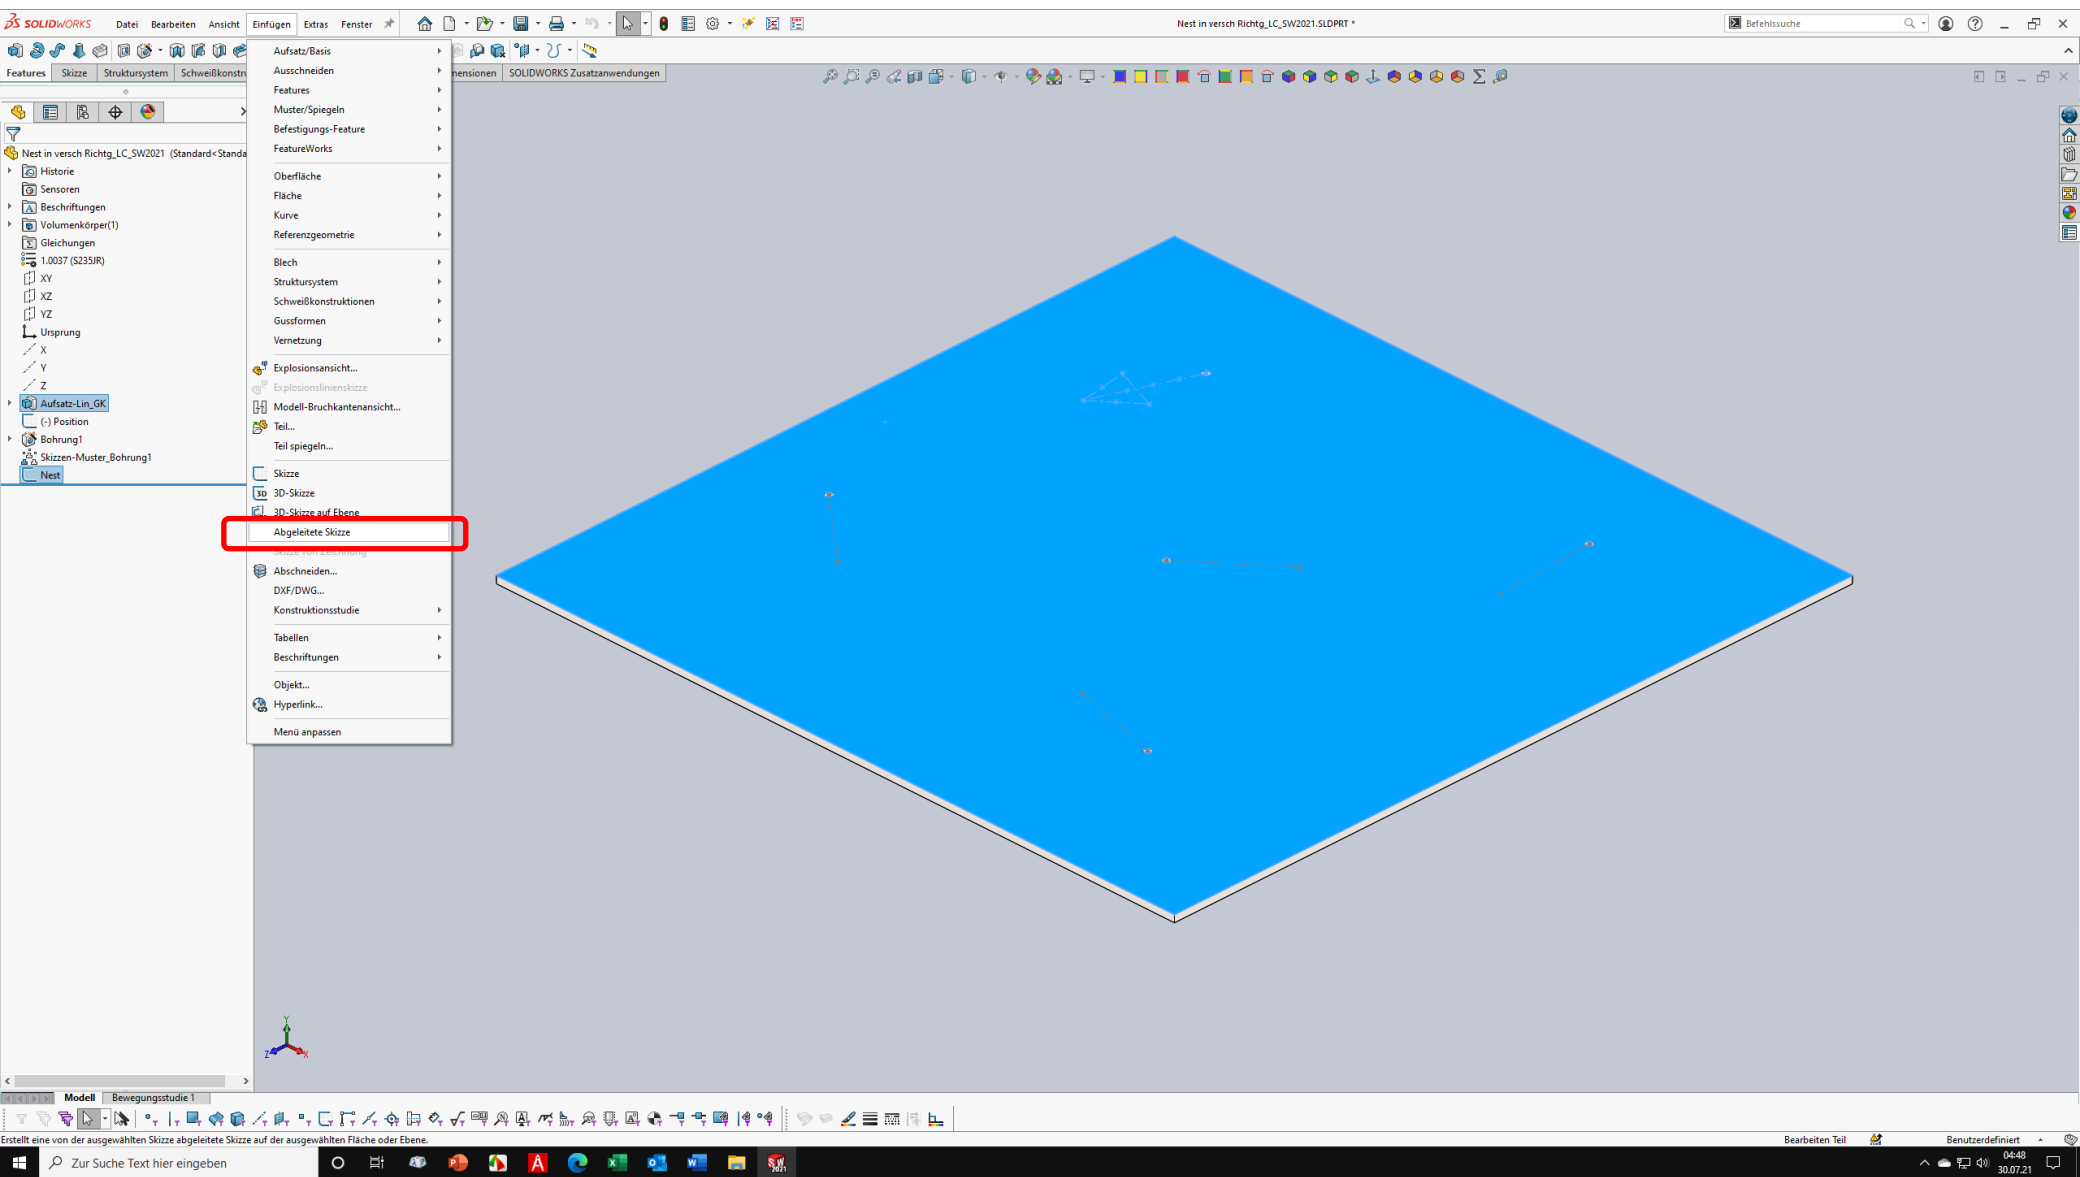 SOLIDWORKS Datei Bearbeiten Ansicht Einfügen Extras Fenster
Nest in versch Richtg_LC_SW2021.SLDPRT *
Befehlssuche
Features Skizze Struktursystem Schweißkonstru
mensionen SOLIDWORKS Zusatzanwendungen
Nest in versch Richtg_LC_SW2021 (Standard<Standa
Historie
Sensoren
Beschriftungen
Volumenkörper(1)
Gleichungen
1.0037 (S235JR)
XY
XZ
YZ
Ursprung
X
Y
Z
Aufsatz-Lin_GK
(-) Position
Bohrung1
Skizzen-Muster_Bohrung1
Nest
Aufsatz/Basis
Ausschneiden
Features
Muster/Spiegeln
Befestigungs-Feature
FeatureWorks
Oberfläche
Fläche
Kurve
Referenzgeometrie
Blech
Struktursystem
Schweißkonstruktionen
Gussformen
Vernetzung
Explosionsansicht...
Explosionslinienskizze
Modell-Bruchkantenansicht...
Teil...
Teil spiegeln...
Skizze
3D 3D-Skizze
3D-Skizze auf Ebene
Abgeleitete Skizze
Skizze von Zeichnung
Abschneiden...
DXF/DWG...
Konstruktionsstudie
Tabellen
Beschriftungen
Objekt...
Hyperlink...
Menü anpassen
Y
Z X
Modell Bewegungsstudie 1
Erstellt eine von der ausgewählten Skizze abgeleitete Skizze auf der ausgewählten Fläche oder Ebene.
Bearbeiten Teil
Benutzerdefiniert
Zur Suche Text hier eingeben
04:48
30.07.21